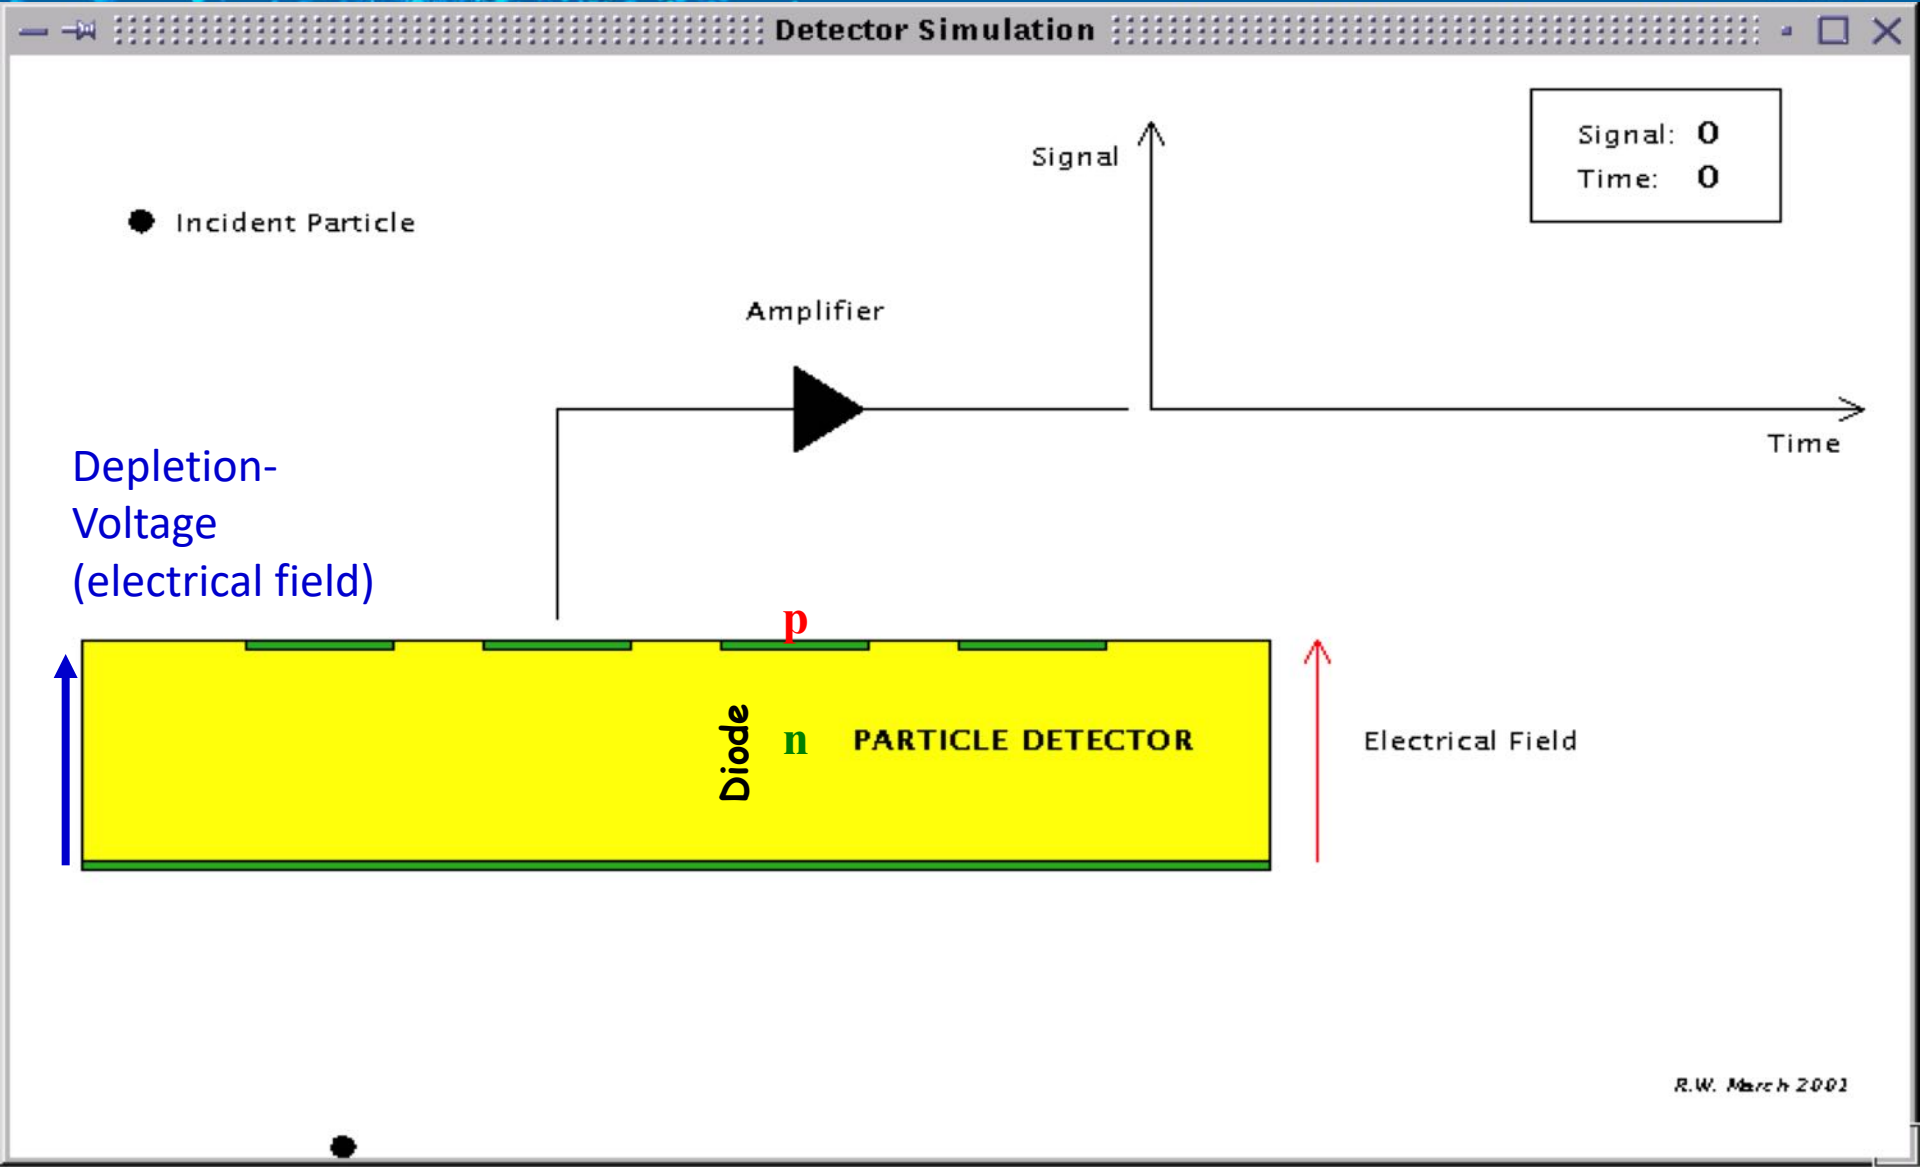 Detector Simulation
Signal: 0
Time: 0
Signal
Incident Particle
Amplifier
Time
Depletion-
Voltage
(electrical field)
p
Diode
n
PARTICLE DETECTOR
Electrical Field
R.W. March 2001